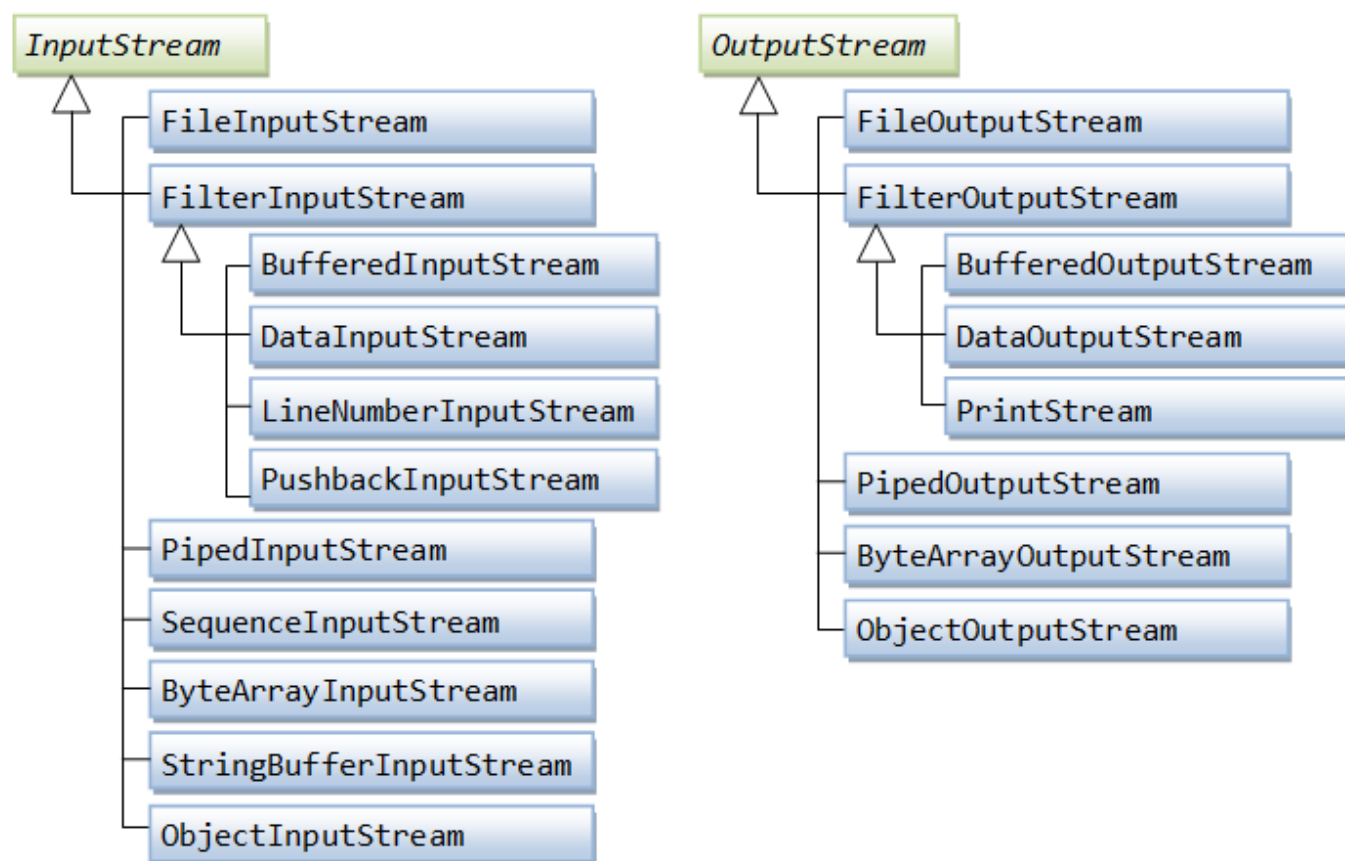 InputStream
FileInputStream
FilterInputStream
BufferedInputStream
DataInputStream
LineNumberInputStream
PushbackInputStream
PipedInputStream
SequenceInputStream
ByteArrayInputStream
StringBufferInputStream
ObjectInputStream
OutputStream
FileOutputStream
FilterOutputStream
BufferedOutputStream
DataOutputStream
PrintStream
PipedOutputStream
ByteArrayOutputStream
ObjectOutputStream